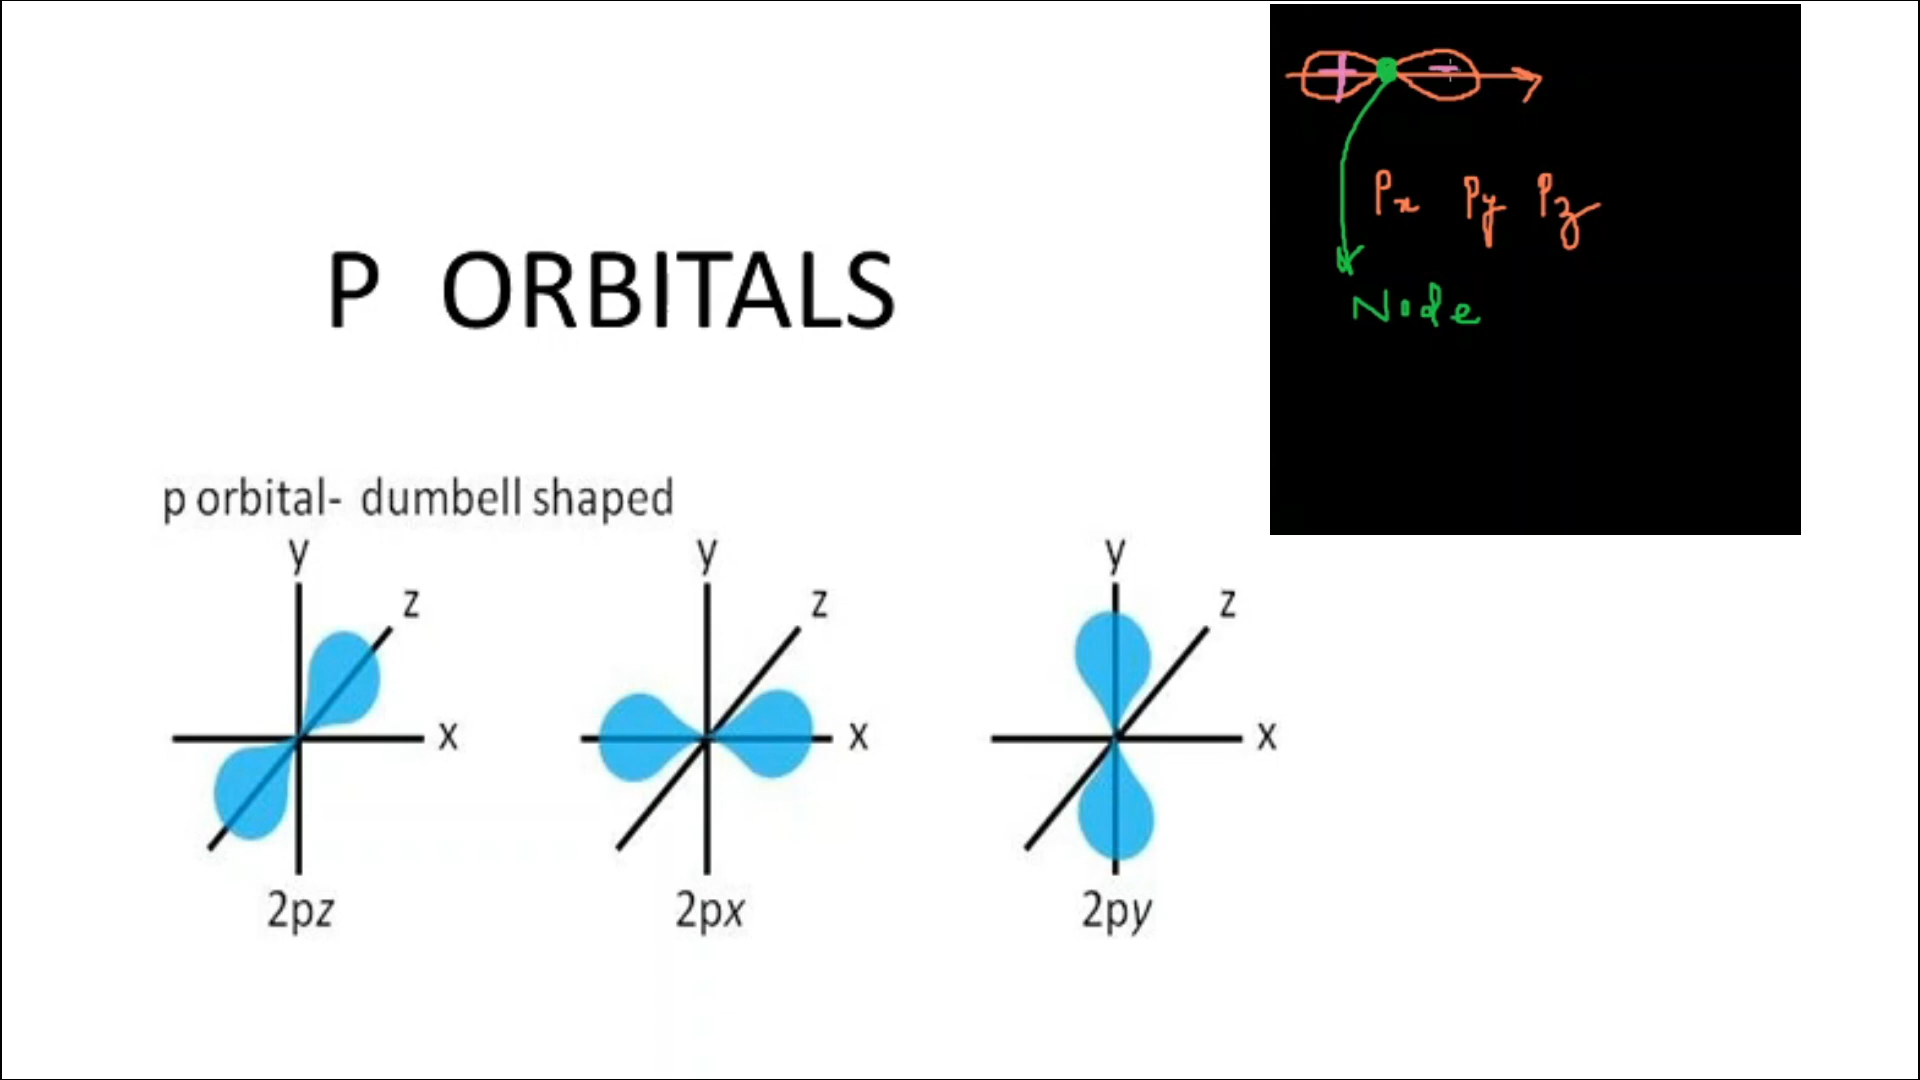 + -
Px Py Pz
Node
P ORBITALS
p orbital- dumbell shaped
y y y
z z z
x x x
2pz 2px 2py